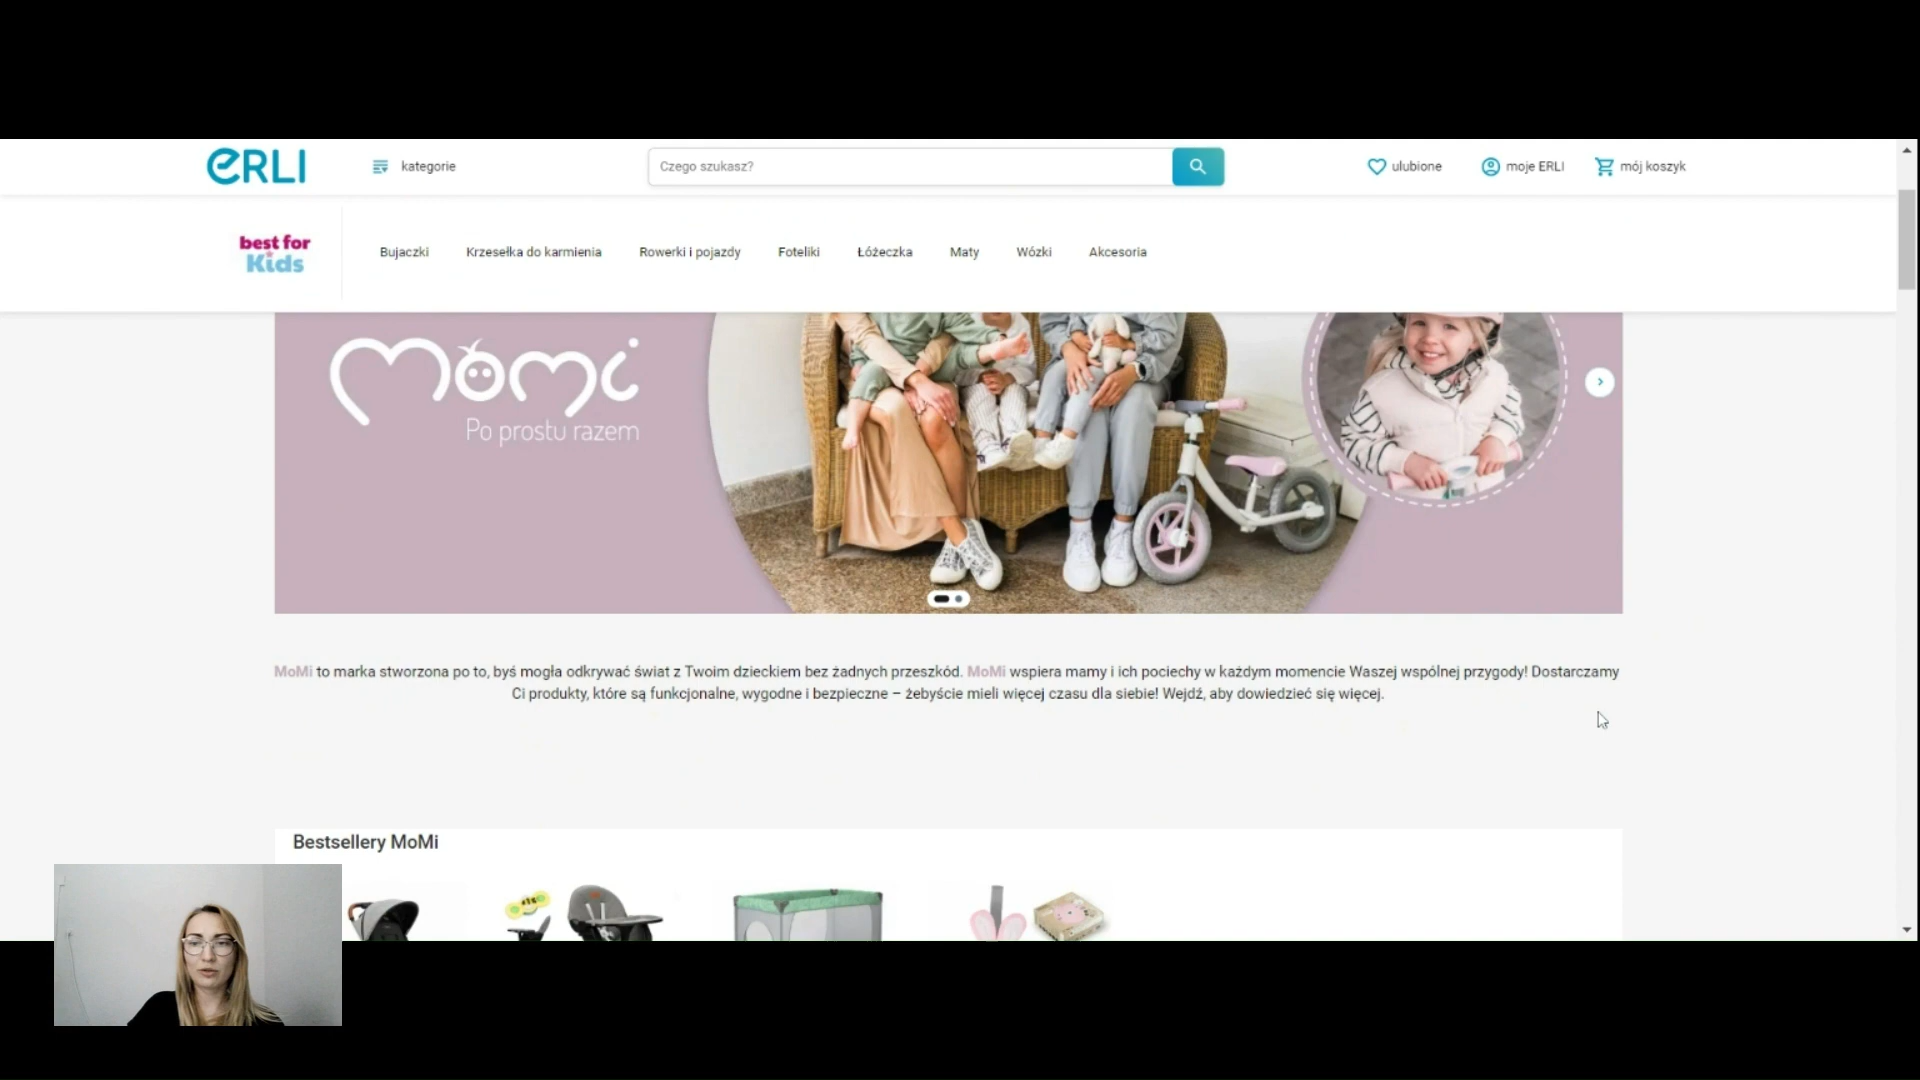 ERLI
kategorie
Czego szukasz?
ulubione
moje ERLI
mój koszyk
best for
Kids
Bujaczki
Krzesełka do karmienia
Rowerki i pojazdy
Foteliki
Łóżeczka
Maty
Wózki
Akcesoria
MoMi
Po prostu razem
MoMi to marka stworzona po to, byś mogła odkrywać świat z Twoim dzieckiem bez żadnych przeszkód. MoMi wspiera mamy i ich pociechy w każdym momencie Waszej wspólnej przygody! Dostarczamy
Ci produkty, które są funkcjonalne, wygodne i bezpieczne – żebyście mieli więcej czasu dla siebie! Wejdź, aby dowiedzieć się więcej.
Bestsellery MoMi